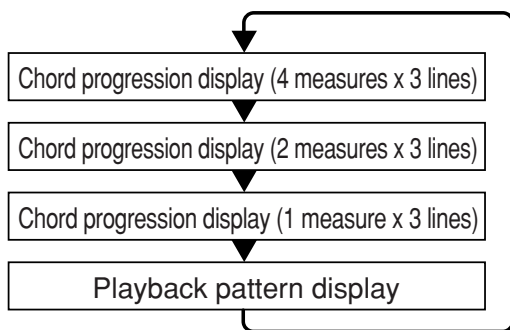 Chord progression display (4 measures x 3 lines)
Chord progression display (2 measures x 3 lines)
Chord progression display (1 measure x 3 lines)
Playback pattern display